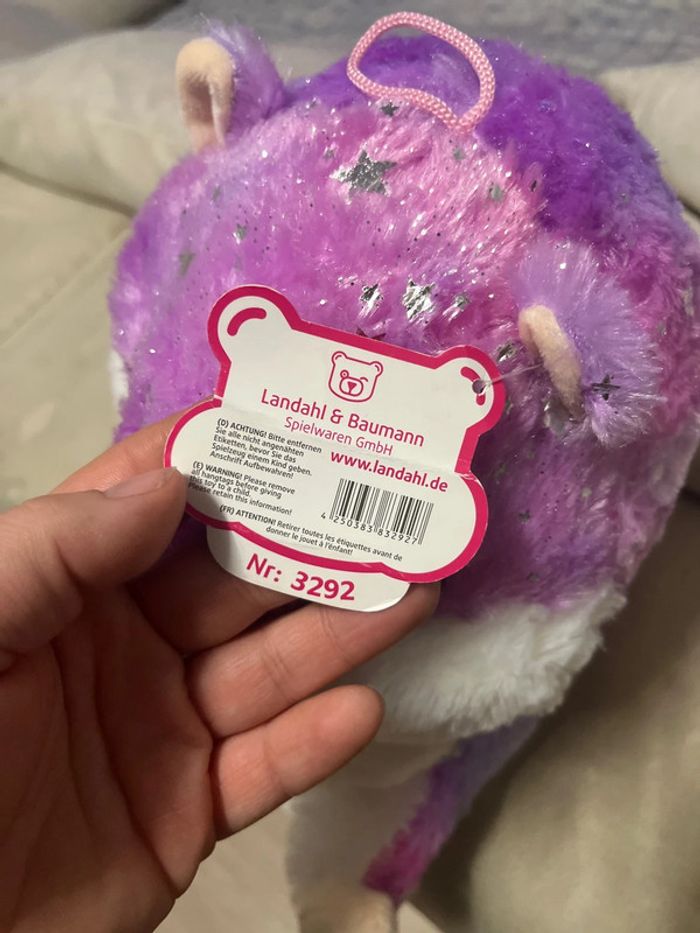 Landahl & Baumann
Spielwaren GmbH
www.landahl.de
(D) ACHTUNG! Bitte entfernen
Sie alle nicht angenähten
Etiketten, bevor Sie das
Spielzeug einem Kind geben.
Anschrift Aufbewahren!
(E) WARNING! Please remove
all hangtags before giving
this toy to a child.
Please retain this information!
(FR) ATTENTION! Retirer toutes les étiquettes avant de
donner le jouet à l'énfant!
4 250383 832927
Nr: 3292